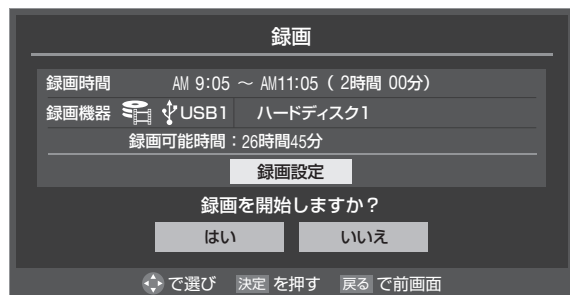 録画
録画時間 AM 9:05 ～ AM11:05 ( 2時間 00分)
録画機器 USB1 ハードディスク1
録画可能時間：26時間45分
録画設定
録画を開始しますか？
はい いいえ
で選び 決定 を押す 戻る で前画面